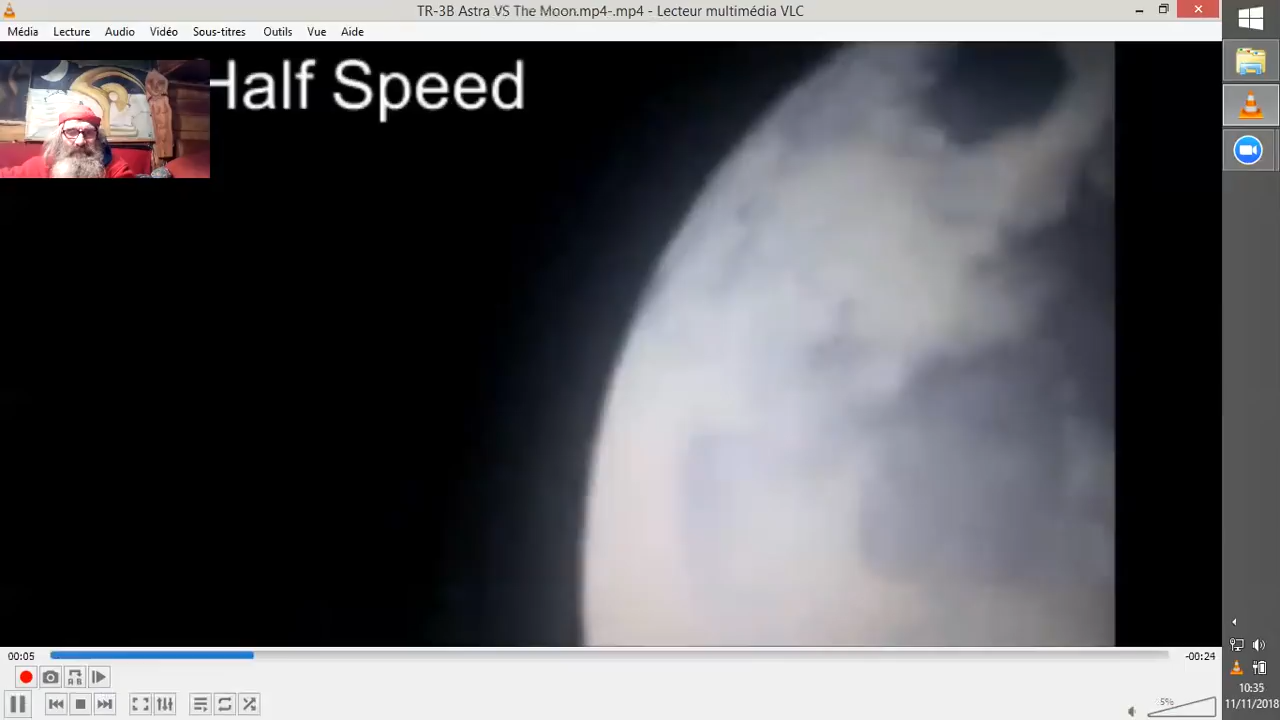 TR-3B Astra VS The Moon.mp4-.mp4 - Lecteur multimédia VLC
Média Lecture Audio Vidéo Sous-titres Outils Vue Aide
Half Speed
00:05
-00:24
5%
10:35
11/11/2018